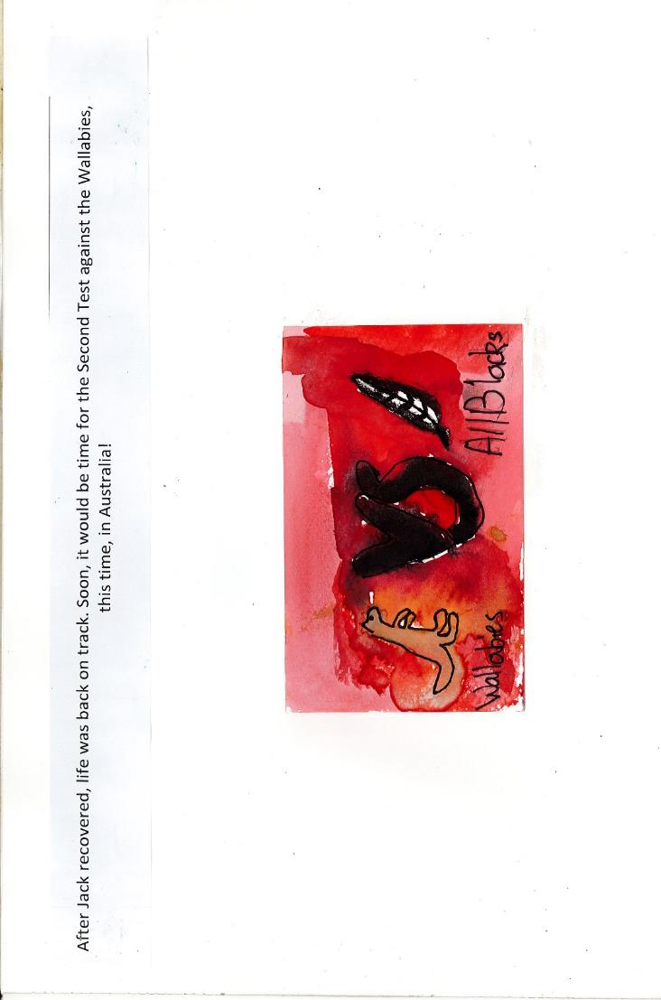 After Jack recovered, life was back on track. Soon, it would be time for the Second Test against the Wallabies,
this time, in Australia!
VS
Wallabies
All Blacks